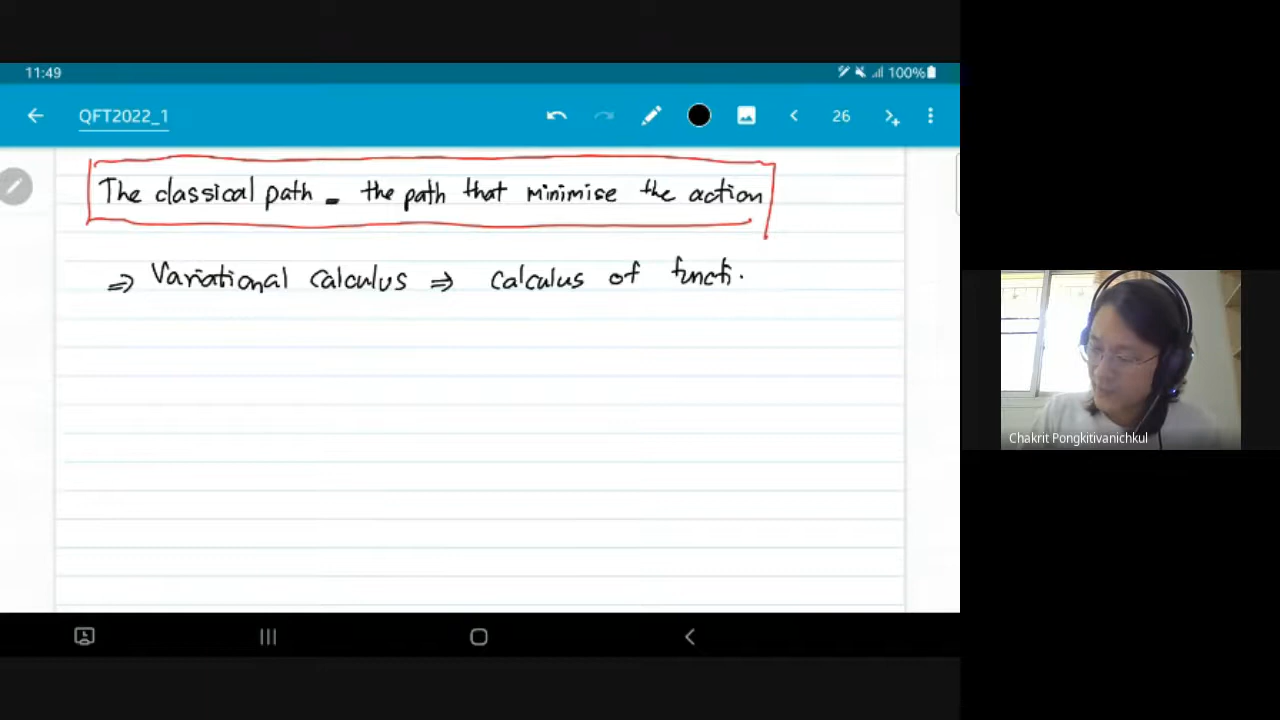 11:49
100%
QFT2022_1
26
The classical path = the path that minimise the action
⇒ Variational calculus ⇒ calculus of functi.
Chakrit Pongkitivanichkul